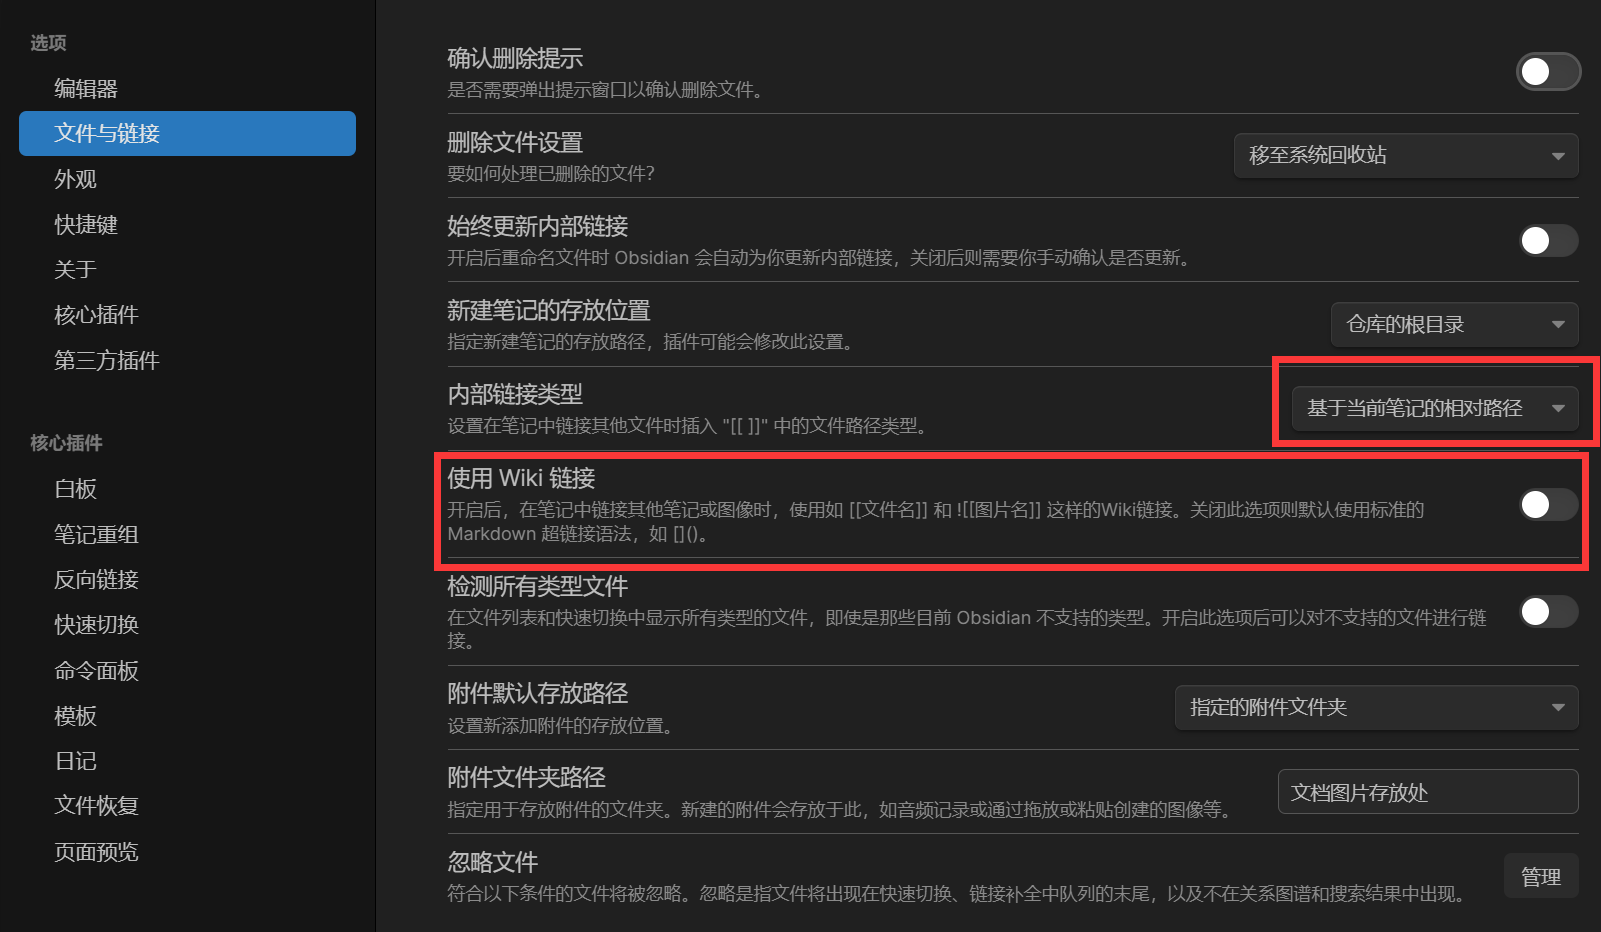 选项
编辑器
文件与链接
外观
快捷键
关于
核心插件
第三方插件
核心插件
白板
笔记重组
反向链接
快速切换
命令面板
模板
日记
文件恢复
页面预览
确认删除提示
是否需要弹出提示窗口以确认删除文件。
删除文件设置
要如何处理已删除的文件?
移至系统回收站
始终更新内部链接
开启后重命名文件时 Obsidian 会自动为你更新内部链接，关闭后则需要你手动确认是否更新。
新建笔记的存放位置
指定新建笔记的存放路径，插件可能会修改此设置。
仓库的根目录
内部链接类型
设置在笔记中链接其他文件时插入 "[[ ]]" 中的文件路径类型。
基于当前笔记的相对路径
使用 Wiki 链接
开启后，在笔记中链接其他笔记或图像时，使用如 [[文件名]] 和 ![[图片名]] 这样的Wiki链接。关闭此选项则默认使用标准的
Markdown 超链接语法，如 []()。
检测所有类型文件
在文件列表和快速切换中显示所有类型的文件，即使是那些目前 Obsidian 不支持的类型。开启此选项后可以对不支持的文件进行链
接。
附件默认存放路径
设置新添加附件的存放位置。
指定的附件文件夹
附件文件夹路径
指定用于存放附件的文件夹。新建的附件会存放于此，如音频记录或通过拖放或粘贴创建的图像等。
文档图片存放处
忽略文件
符合以下条件的文件将被忽略。忽略是指文件将出现在快速切换、链接补全中队列的末尾，以及不在关系图谱和搜索结果中出现。
管理